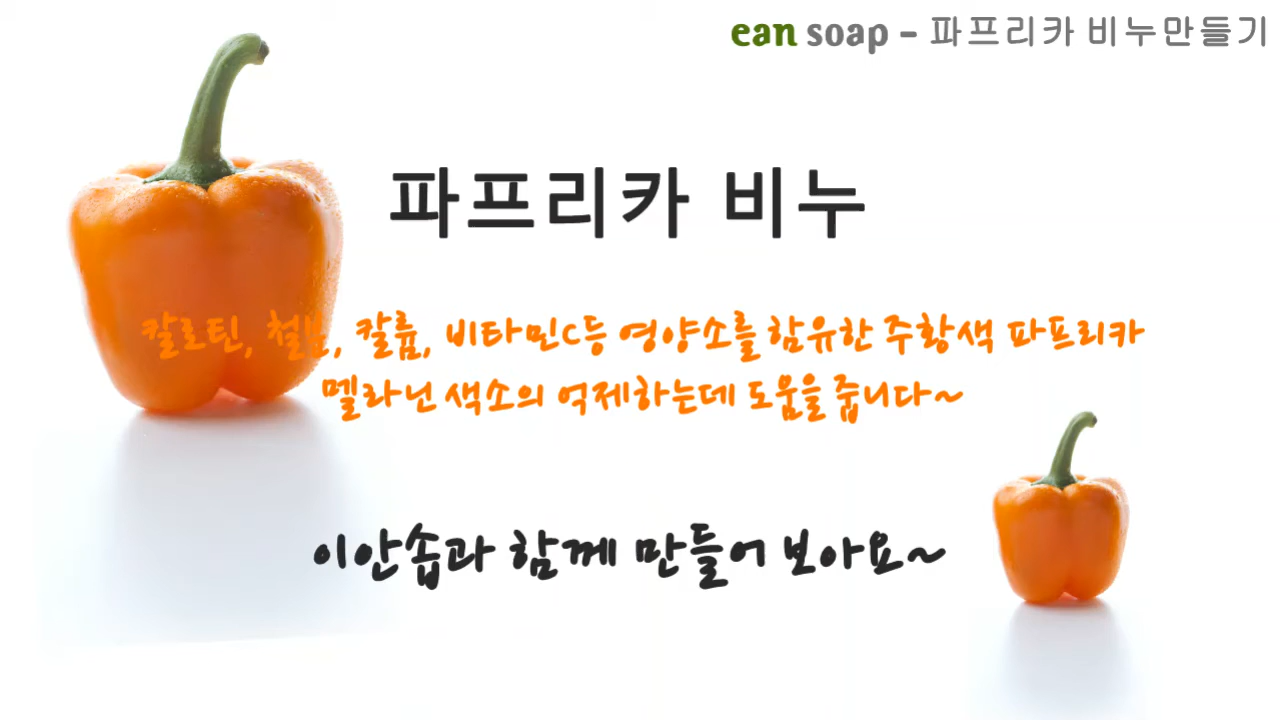 ean soap - 파프리카 비누만들기
파프리카 비누
칼로틴, 철분, 칼륨, 비타민C등 영양소를 함유한 주황색 파프리카
멜라닌 색소의 억제하는데 도움을 줍니다~
이안솝과 함께 만들어 보아요~